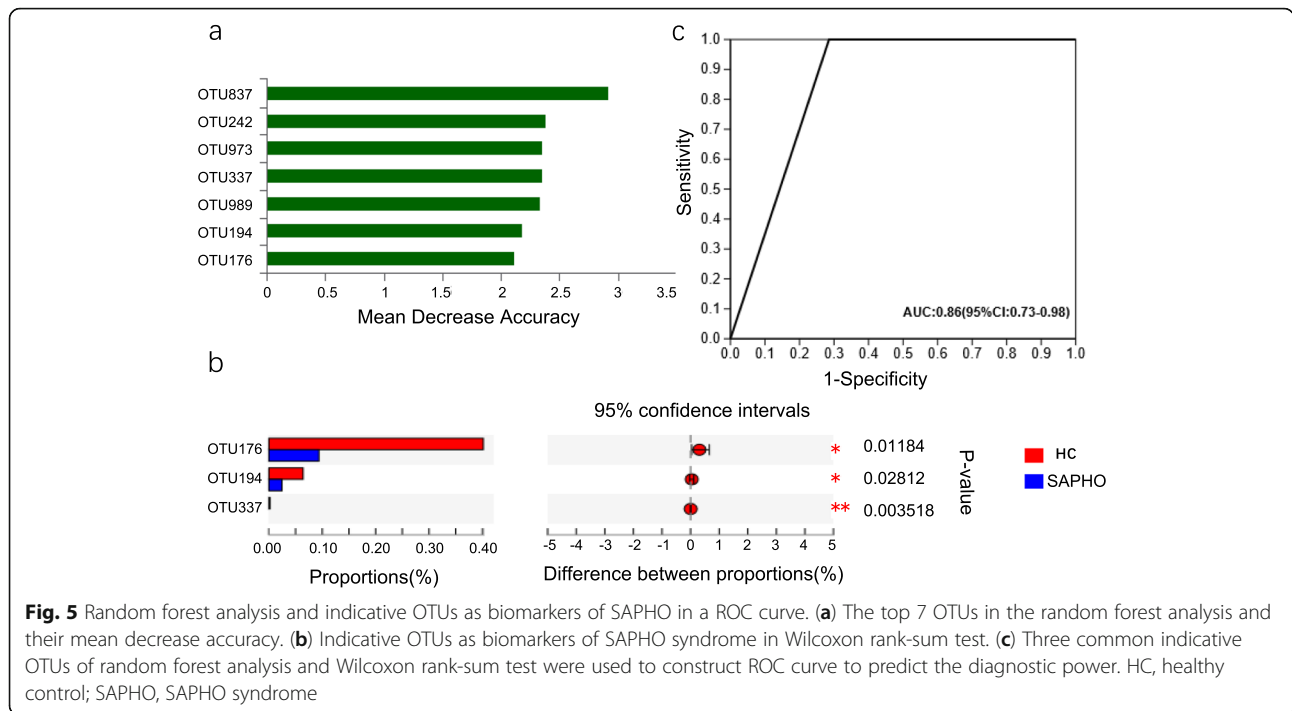 a
OTU837
OTU242
OTU973
OTU337
OTU989
OTU194
OTU176
0 0.5 1 1.5 2 2.5 3 3.5
Mean Decrease Accuracy
c
1.0
0.9
0.8
0.7
0.6
0.5
0.4
0.3
0.2
0.1
0.0
Sensitivity
AUC:0.86(95%CI:0.73-0.98)
0.0 0.1 0.2 0.3 0.4 0.5 0.6 0.7 0.8 0.9 1.0
1-Specificity
b
95% confidence intervals
OTU176
OTU194
OTU337
* 0.01184
* 0.02812
** 0.003518
P-value
HC
SAPHO
0.00 0.10 0.20 0.30 0.40
Proportions(%)
-5 -4 -3 -2 -1 0 1 2 3 4 5
Difference between proportions(%)
Fig. 5 Random forest analysis and indicative OTUs as biomarkers of SAPHO in a ROC curve. (a) The top 7 OTUs in the random forest analysis and
their mean decrease accuracy. (b) Indicative OTUs as biomarkers of SAPHO syndrome in Wilcoxon rank-sum test. (c) Three common indicative
OTUs of random forest analysis and Wilcoxon rank-sum test were used to construct ROC curve to predict the diagnostic power. HC, healthy
control; SAPHO, SAPHO syndrome